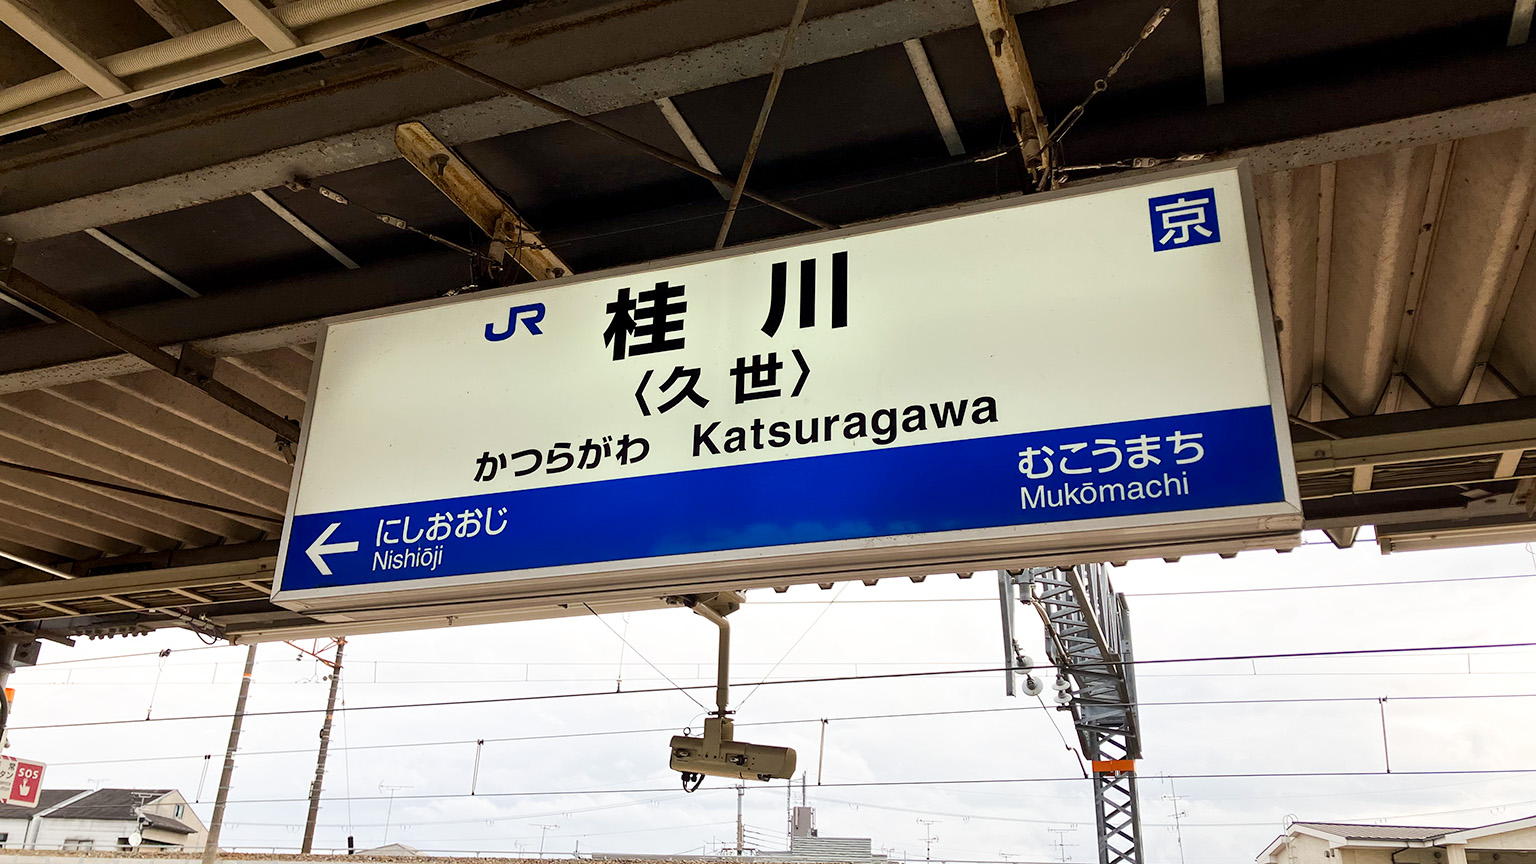 京
JR
桂川
〈久世〉
かつらがわ Katsuragawa
むこうまち
Mukōmachi
← にしおおじ
Nishiōji
SOS